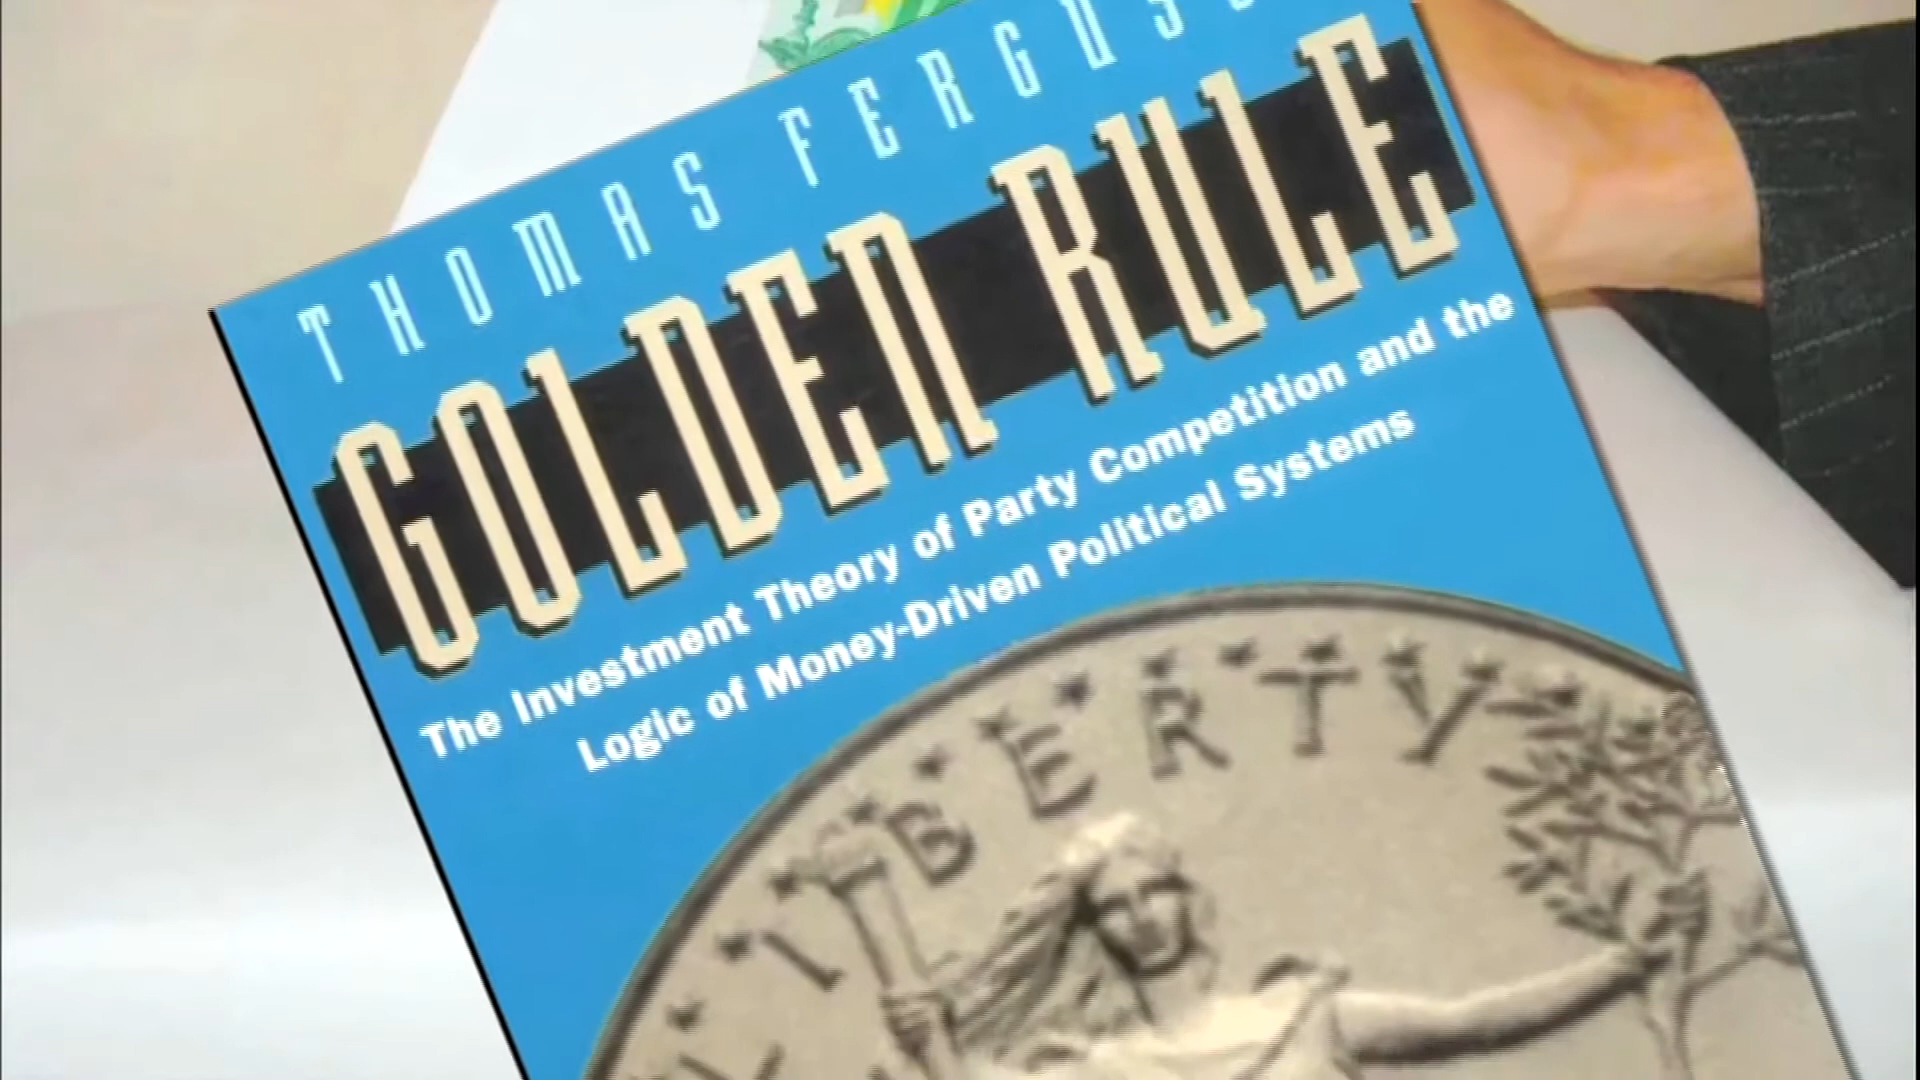 THOMAS FERGUS
GOLDEN RULE
The Investment Theory of Party Competition and the
Logic of Money-Driven Political Systems
LIBERTY